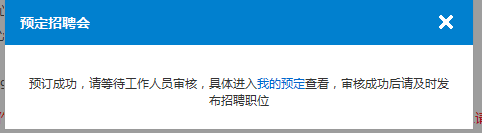 预定招聘会
预订成功，请等待工作人员审核，具体进入我的预定查看，审核成功后请及时发
布招聘职位